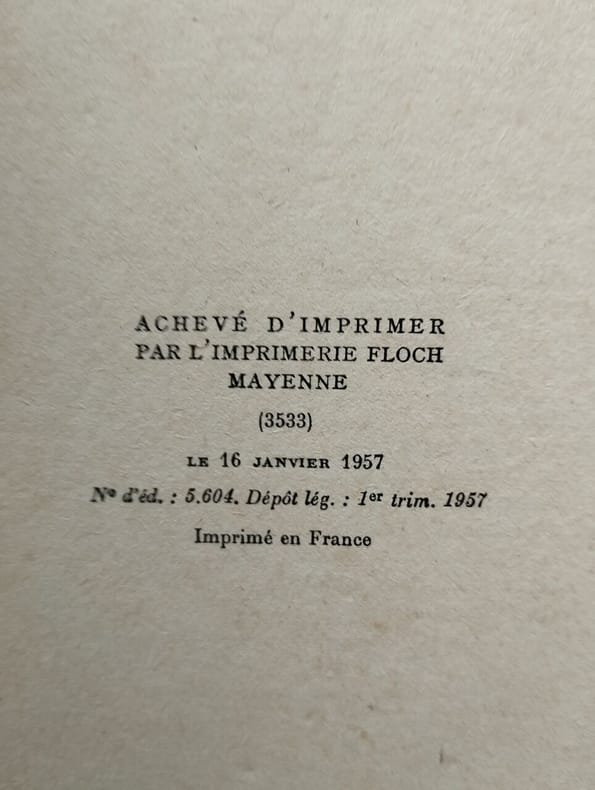 ACHEVÉ D'IMPRIMER
PAR L'IMPRIMERIE FLOCH
MAYENNE
(3533)
LE 16 JANVIER 1957
Nº d'éd. : 5.604. Dépôt lég. : 1er trim. 1957
Imprimé en France